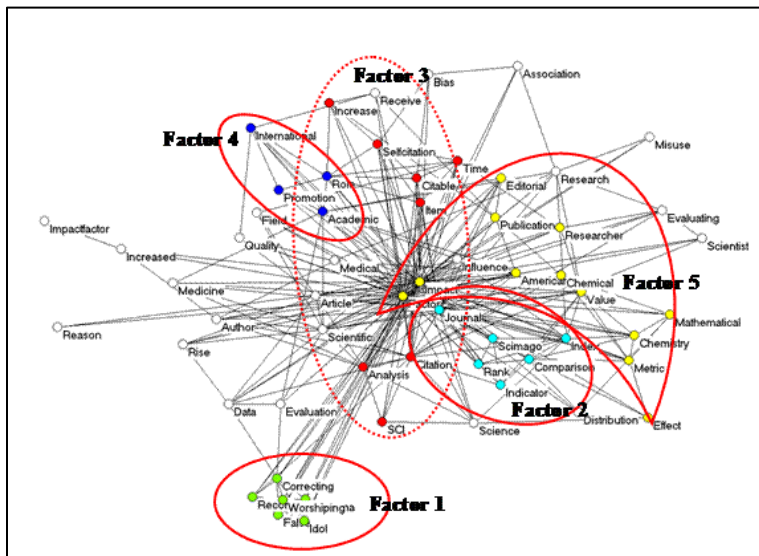 Association
Factor 3
Bias
Receive
Increase
Factor 4
International
Misuse
Selfcitation
Time
Research
Role
Citable
Editorial
Promotion
Item
Field
Academic
Publication
Evaluating
Impactfactor
Researcher
Quality
Scientist
Increased
Medical
Influence
Factor 5
America
Chemical
Medicine
Impact
Article
Value
Journals
Mathematical
Author
Reason
Scientific
Scimago
Index
Chemistry
Rise
Citation
Comparison
Analysis
Rank
Metric
Indicator
Data
Evaluation
Factor 2
Distribution
Effect
SCI
Science
Correcting
Worshiping
Factor 1
Idol